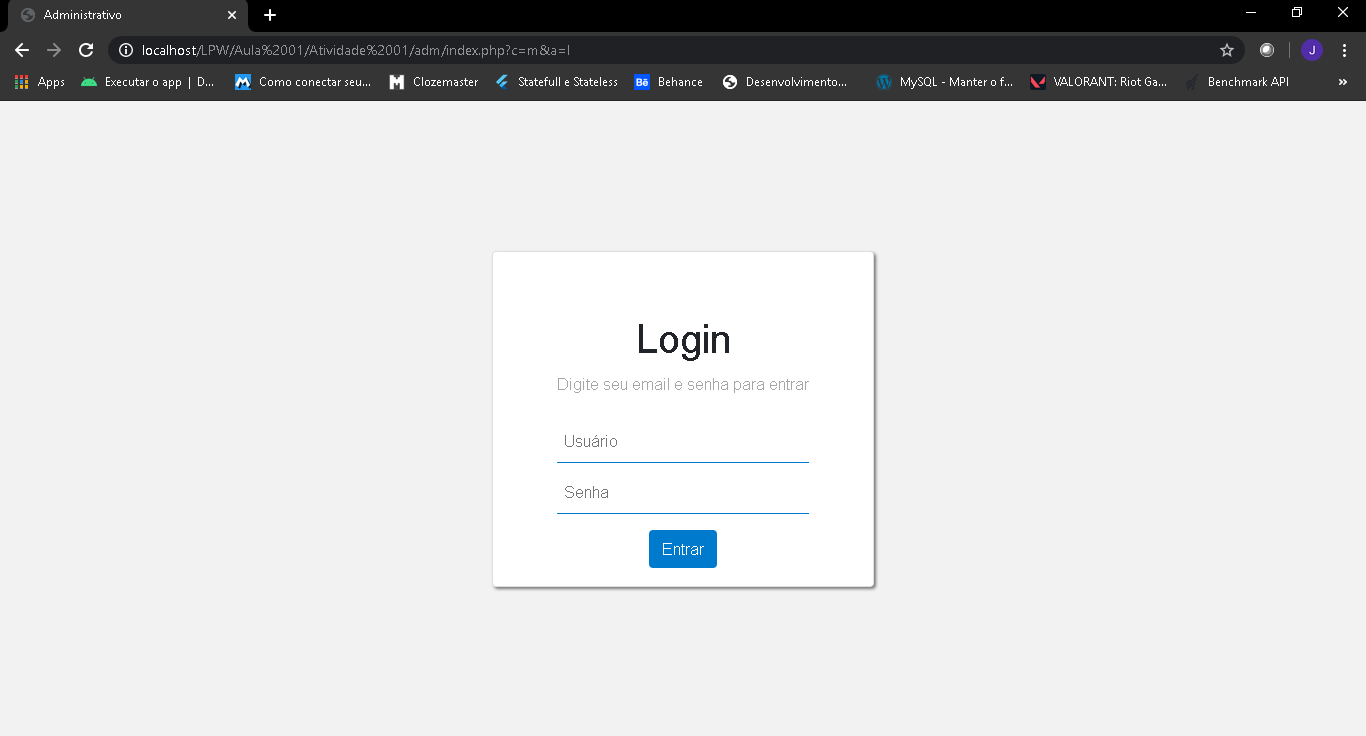 Administrativo
localhost/LPW/Aula%2001/Atividade%2001/adm/index.php?c=m&a=l
J
Apps Executar o app | D... Como conectar seu... Clozemaster Statefull e Stateless Bē Behance Desenvolvimento... MySQL - Manter o f... VALORANT: Riot Ga... Benchmark API »
Login
Digite seu email e senha para entrar
Usuário
Senha
Entrar